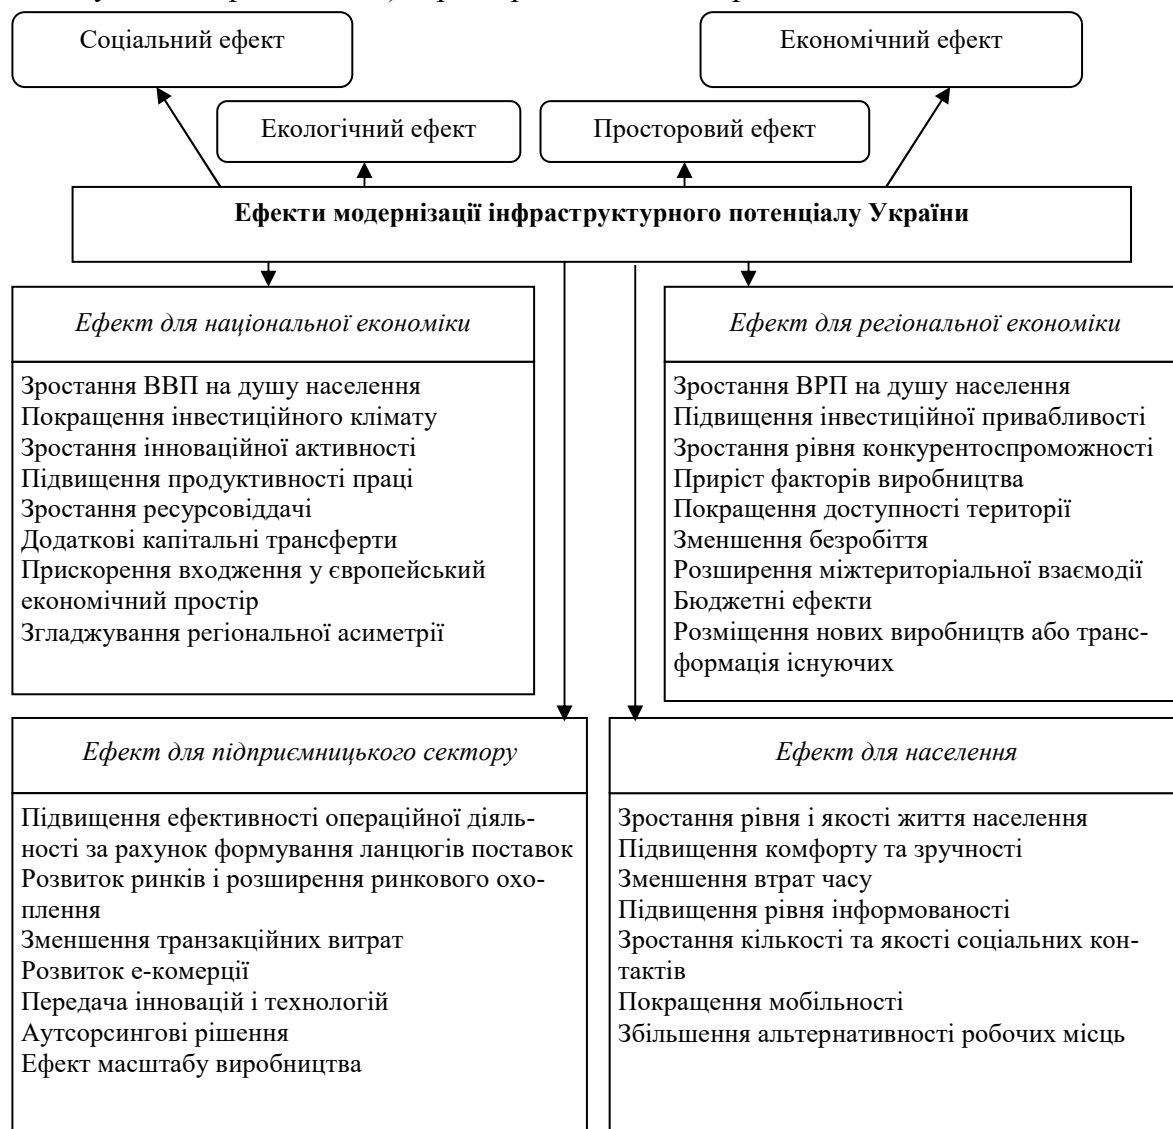 Соціальний ефект
Економічний ефект
Екологічний ефект
Просторовий ефект
Ефекти модернізації інфраструктурного потенціалу України
Ефект для національної економіки
Зростання ВВП на душу населення
Покращення інвестиційного клімату
Зростання інноваційної активності
Підвищення продуктивності праці
Зростання ресурсовіддачі
Додаткові капітальні трансферти
Прискорення входження у європейський
економічний простір
Згладжування регіональної асиметрії
Ефект для регіональної економіки
Зростання ВРП на душу населення
Підвищення інвестиційної привабливості
Зростання рівня конкурентоспроможності
Приріст факторів виробництва
Покращення доступності території
Зменшення безробіття
Розширення міжтериторіальної взаємодії
Бюджетні ефекти
Розміщення нових виробництв або транс-
формація існуючих
Ефект для підприємницького сектору
Підвищення ефективності операційної діяль-
ності за рахунок формування ланцюгів поставок
Розвиток ринків і розширення ринкового охо-
плення
Зменшення транзакційних витрат
Розвиток е-комерції
Передача інновацій і технологій
Аутсорсингові рішення
Ефект масштабу виробництва
Ефект для населення
Зростання рівня і якості життя населення
Підвищення комфорту та зручності
Зменшення втрат часу
Підвищення рівня інформованості
Зростання кількості та якості соціальних кон-
тактів
Покращення мобільності
Збільшення альтернативності робочих місць